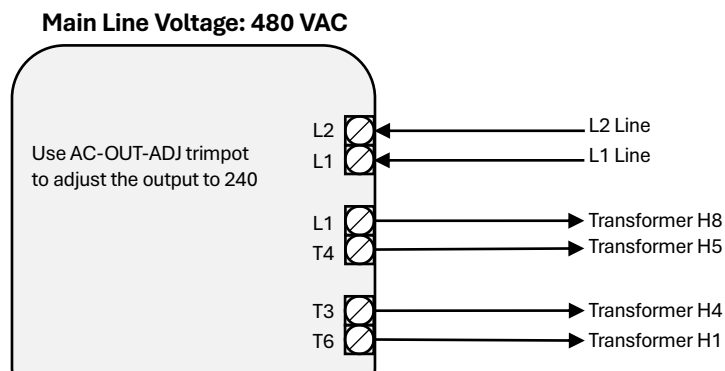 Main Line Voltage: 480 VAC
L2
L2 Line
Use AC-OUT-ADJ trimpot
to adjust the output to 240
L1
L1 Line
L1
Transformer H8
T4
Transformer H5
T3
Transformer H4
T6
Transformer H1